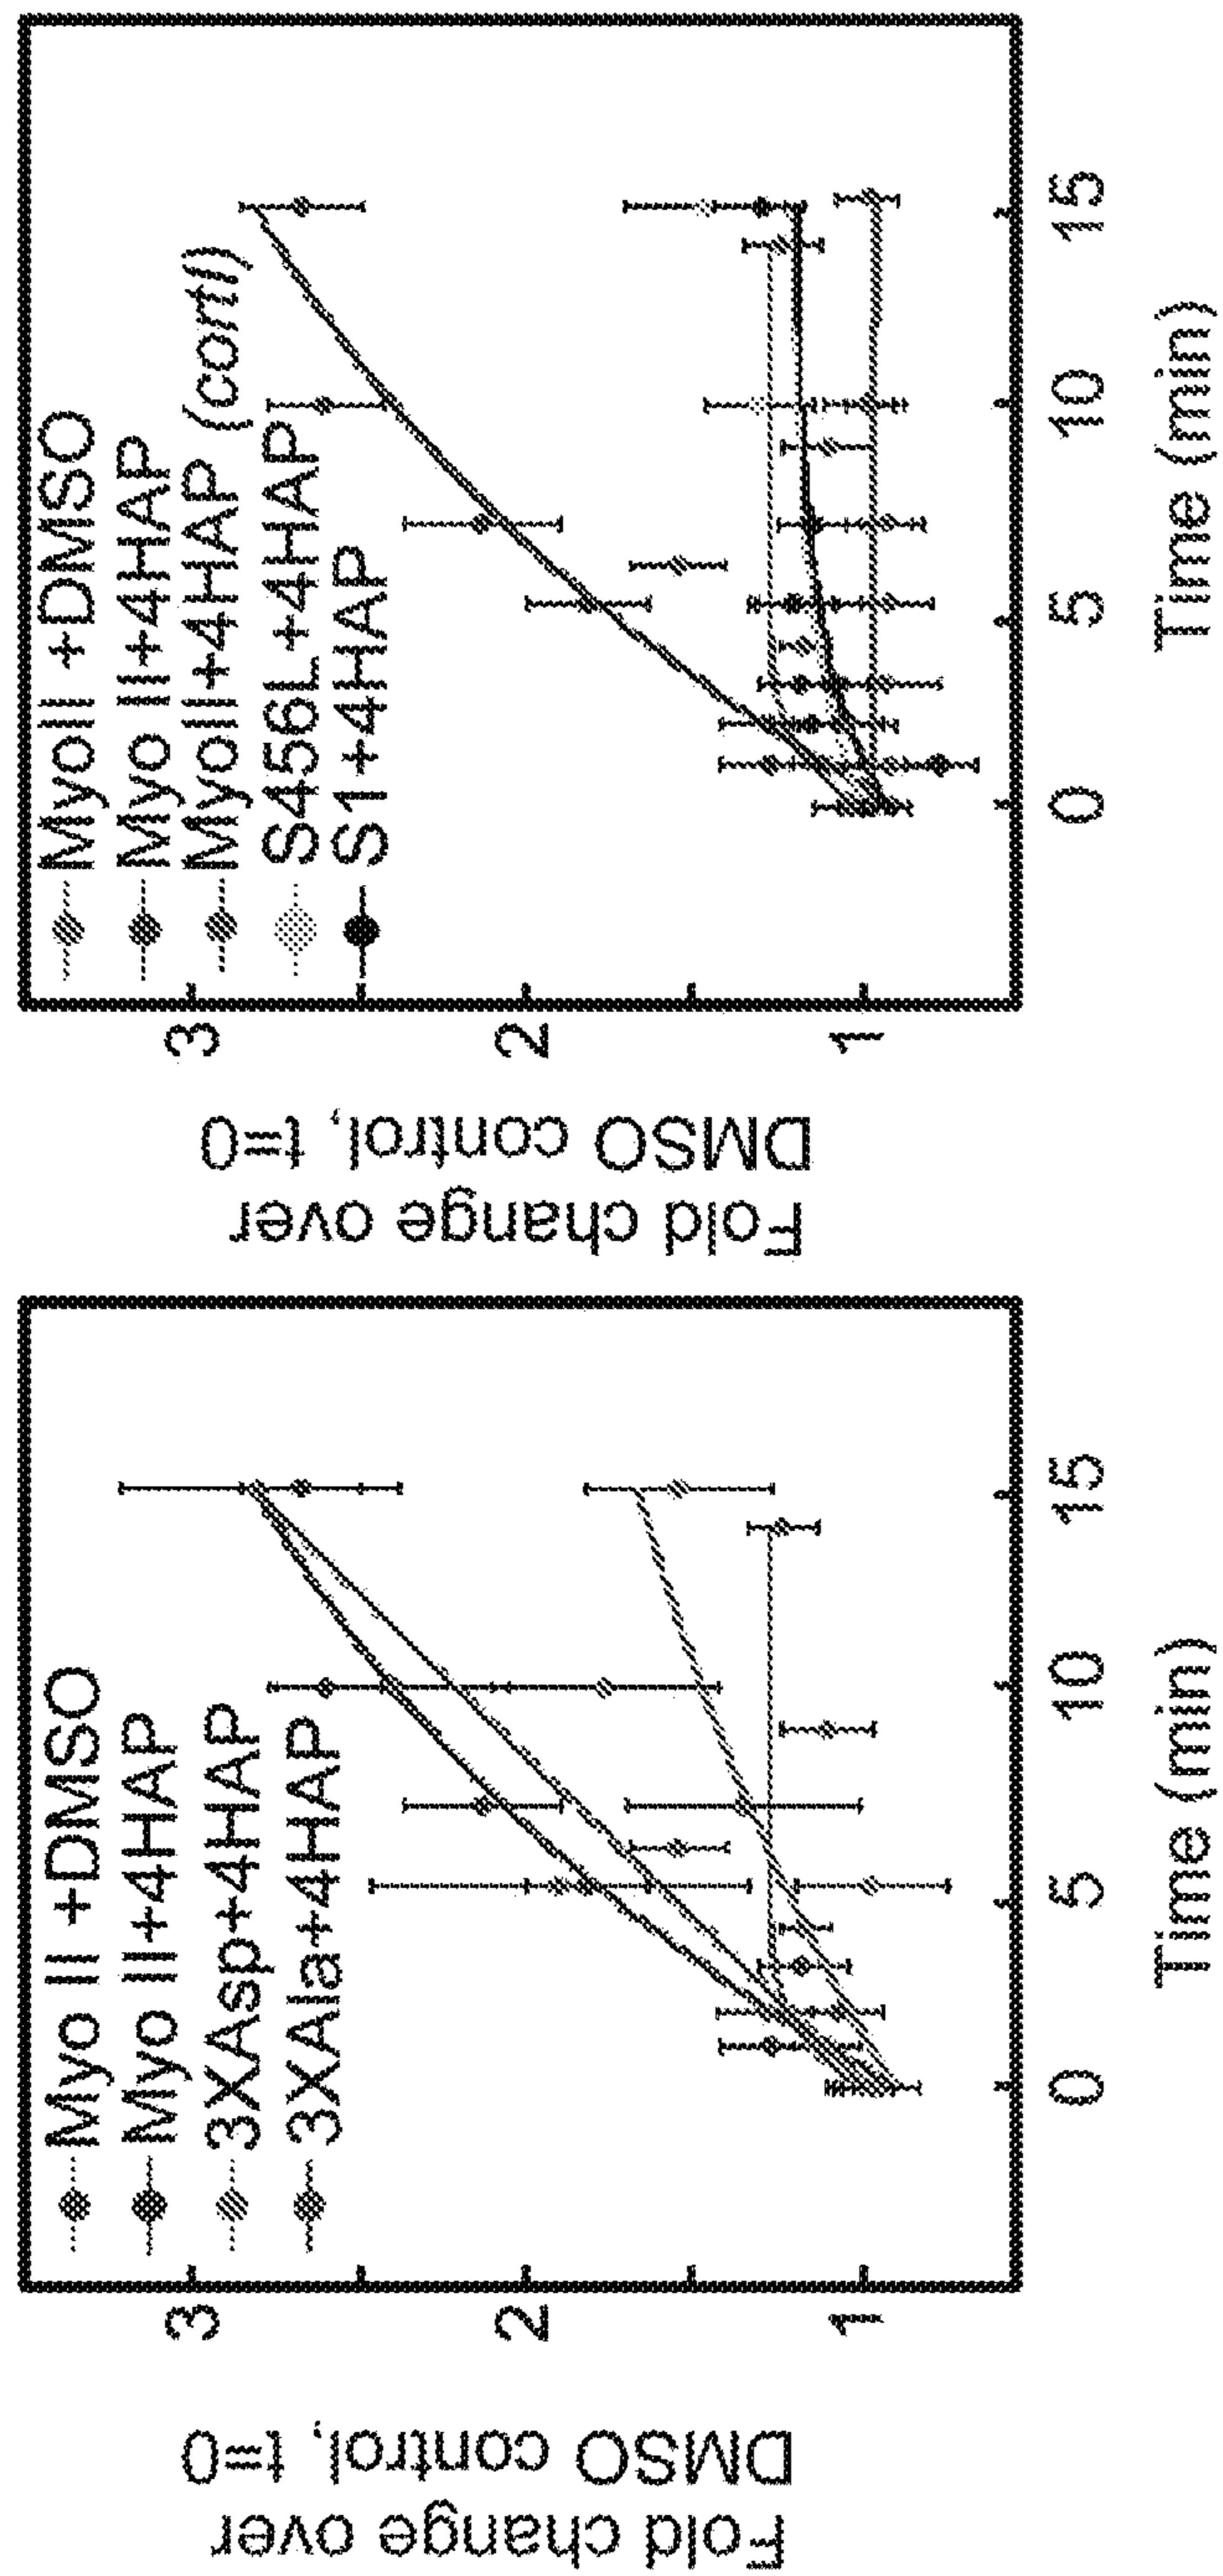 Fold change over
DMSO control, t=0
3
2
1
Myo II +DMSO
Myo II+4HAP
3XAsp+4HAP
3XAla+4HAP
0
5
10
15
Time (min)
Fold change over
DMSO control, t=0
3
2
1
MyoII +DMSO
Myo II+4HAP
MyoII+4HAP (cortI)
S456L+4HAP
S1+4HAP
0
5
10
15
Time (min)